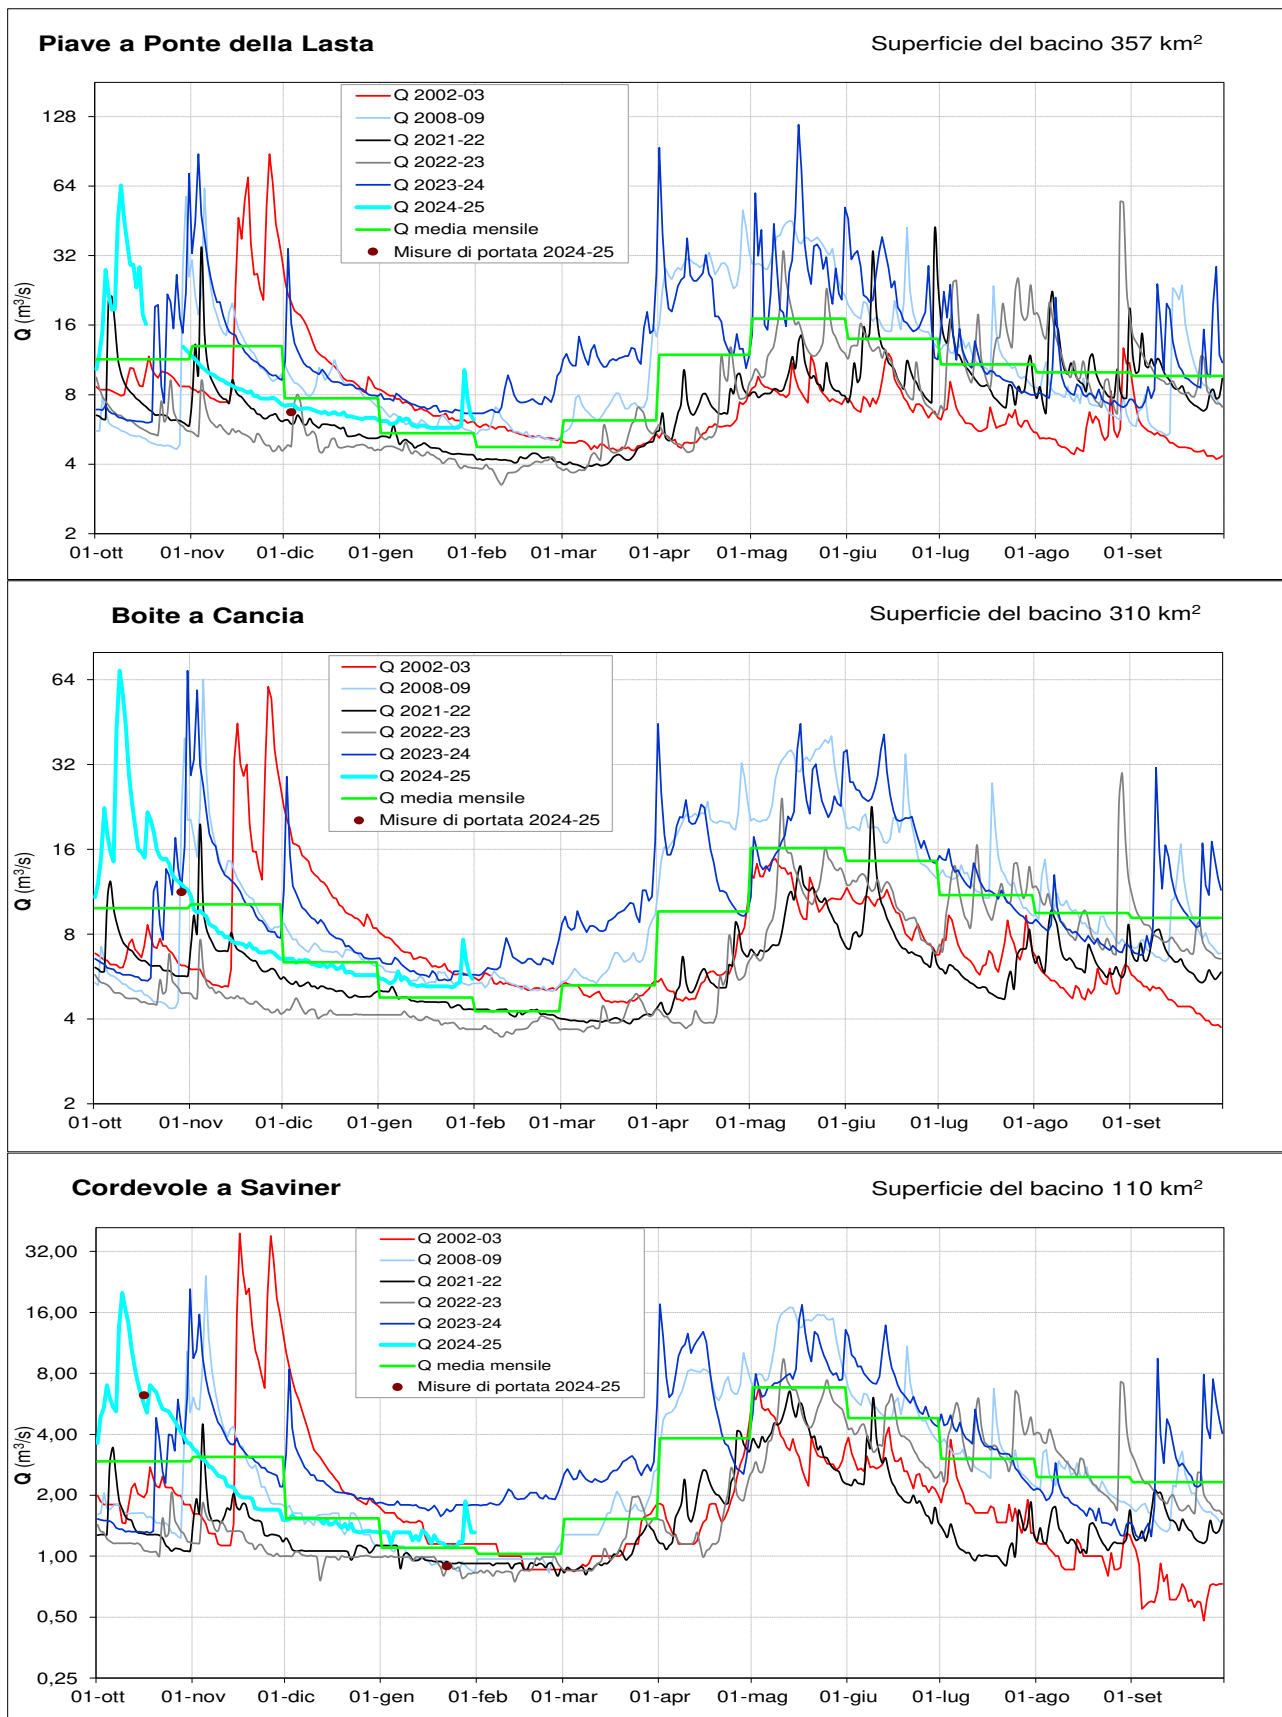 Piave a Ponte della Lasta
Superficie del bacino 357 km²
Q 2002-03
Q 2008-09
Q 2021-22
Q 2022-23
Q 2023-24
Q 2024-25
Q media mensile
Misure di portata 2024-25
Q (m³/s)
128
64
32
16
8
4
2
01-ott 01-nov 01-dic 01-gen 01-feb 01-mar 01-apr 01-mag 01-giu 01-lug 01-ago 01-set
Boite a Cancia
Superficie del bacino 310 km²
Q 2002-03
Q 2008-09
Q 2021-22
Q 2022-23
Q 2023-24
Q 2024-25
Q media mensile
Misure di portata 2024-25
Q (m³/s)
64
32
16
8
4
2
01-ott 01-nov 01-dic 01-gen 01-feb 01-mar 01-apr 01-mag 01-giu 01-lug 01-ago 01-set
Cordevole a Saviner
Superficie del bacino 110 km²
Q 2002-03
Q 2008-09
Q 2021-22
Q 2022-23
Q 2023-24
Q 2024-25
Q media mensile
Misure di portata 2024-25
Q (m³/s)
32,00
16,00
8,00
4,00
2,00
1,00
0,50
0,25
01-ott 01-nov 01-dic 01-gen 01-feb 01-mar 01-apr 01-mag 01-giu 01-lug 01-ago 01-set